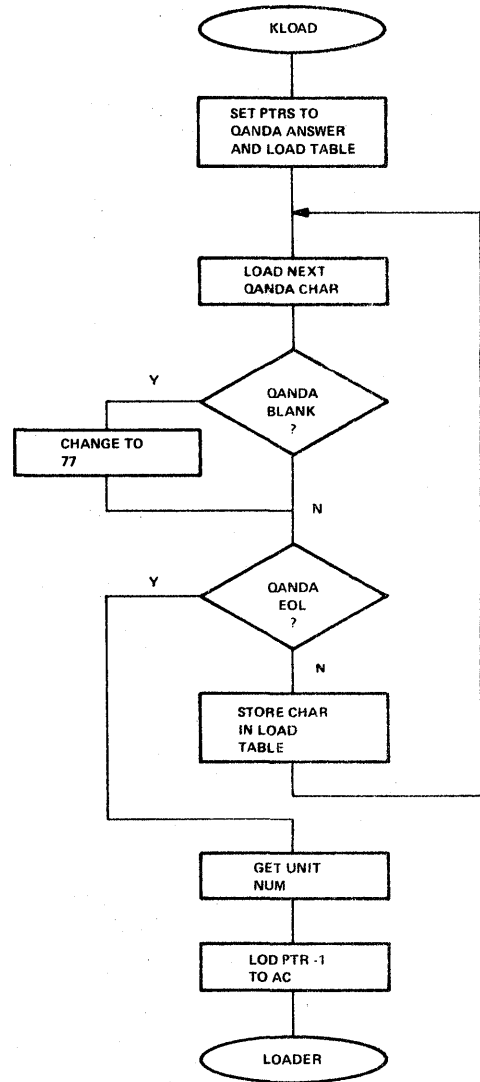 KLOAD
SET PTRS TO
QANDA ANSWER
AND LOAD TABLE
LOAD NEXT
QANDA CHAR
Y
QANDA
BLANK
?
CHANGE TO
77
N
Y
QANDA
EOL
?
N
STORE CHAR
IN LOAD
TABLE
GET UNIT
NUM
LOD PTR -1
TO AC
LOADER